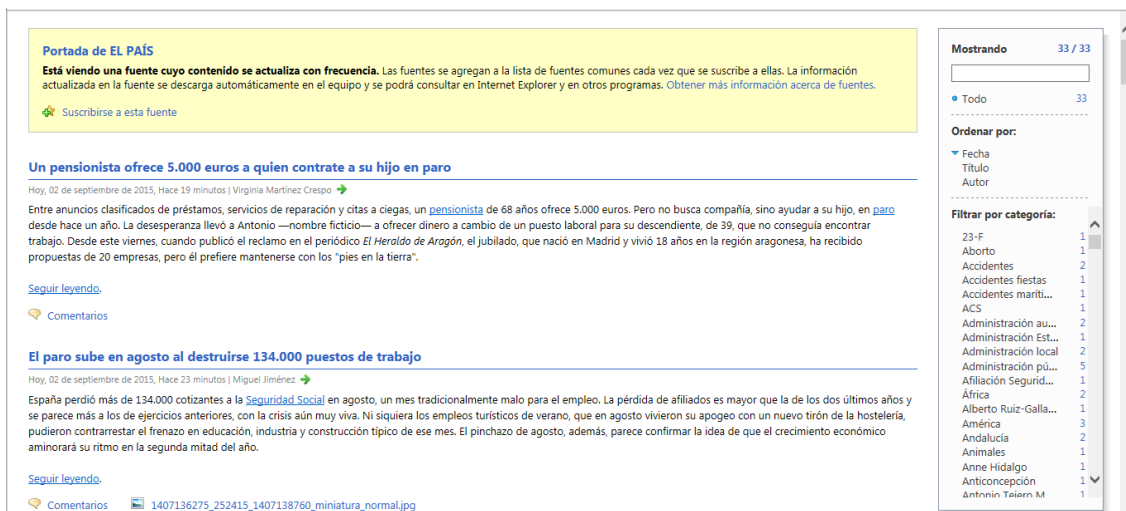 Portada de EL PAÍS
Está viendo una fuente cuyo contenido se actualiza con frecuencia. Las fuentes se agregan a la lista de fuentes comunes cada vez que se suscribe a ellas. La información
actualizada en la fuente se descarga automáticamente en el equipo y se podrá consultar en Internet Explorer y en otros programas. Obtener más información acerca de fuentes.
Suscribirse a esta fuente
Un pensionista ofrece 5.000 euros a quien contrate a su hijo en paro
Hoy, 02 de septiembre de 2015, Hace 19 minutos | Virginia Martínez Crespo
Entre anuncios clasificados de préstamos, servicios de reparación y citas a ciegas, un pensionista de 68 años ofrece 5.000 euros. Pero no busca compañía, sino ayudar a su hijo, en paro
desde hace un año. La desesperanza llevó a Antonio —nombre ficticio— a ofrecer dinero a cambio de un puesto laboral para su descendiente, de 39, que no conseguía encontrar
trabajo. Desde este viernes, cuando publicó el reclamo en el periódico El Heraldo de Aragón, el jubilado, que nació en Madrid y vivió 18 años en la región aragonesa, ha recibido
propuestas de 20 empresas, pero él prefiere mantenerse con los "pies en la tierra".
Seguir leyendo.
Comentarios
El paro sube en agosto al destruirse 134.000 puestos de trabajo
Hoy, 02 de septiembre de 2015, Hace 23 minutos | Miguel Jiménez
España perdió más de 134.000 cotizantes a la Seguridad Social en agosto, un mes tradicionalmente malo para el empleo. La pérdida de afiliados es mayor que la de los dos últimos años y
se parece más a los de ejercicios anteriores, con la crisis aún muy viva. Ni siquiera los empleos turísticos de verano, que en agosto vivieron su apogeo con un nuevo tirón de la hostelería,
pudieron contrarrestar el frenazo en educación, industria y construcción típico de ese mes. El pinchazo de agosto, además, parece confirmar la idea de que el crecimiento económico
aminorará su ritmo en la segunda mitad del año.
Seguir leyendo.
Comentarios 1407136275_252415_1407138760_miniatura_normal.jpg
Mostrando 33 / 33
Todo 33
Ordenar por:
Fecha
Título
Autor
Filtrar por categoría:
23-F 1
Aborto 1
Accidentes 2
Accidentes fiestas 1
Accidentes maríti... 1
ACS 1
Administración au... 2
Administración Est... 1
Administración local 2
Administración pú... 5
Afiliación Segurid... 1
África 2
Alberto Ruiz-Galla... 1
América 3
Andalucía 2
Animales 1
Anne Hidalgo 1
Anticoncepción 1
Antonio Tejero M... 1